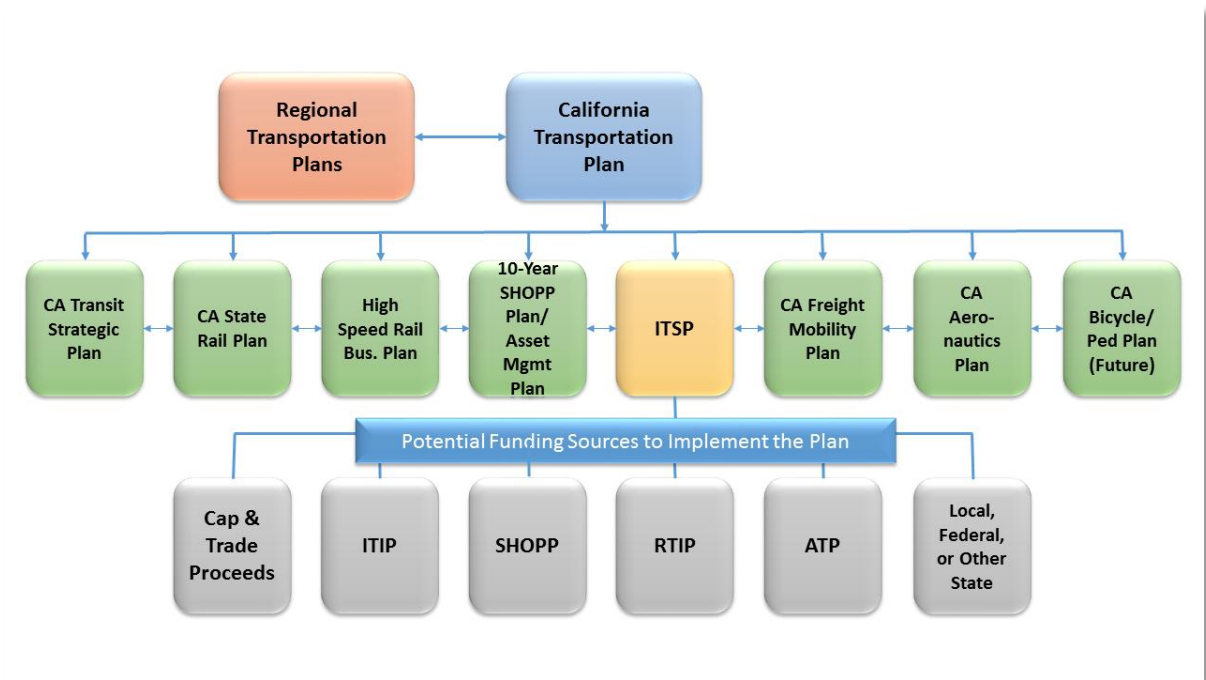 Regional
Transportation
Plans
California
Transportation
Plan
CA Transit
Strategic
Plan
CA State
Rail Plan
High
Speed Rail
Bus. Plan
10-Year
SHOPP
Plan/
Asset
Mgmt
Plan
ITSP
CA Freight
Mobility
Plan
CA
Aero-
nautics
Plan
CA
Bicycle/
Ped Plan
(Future)
Potential Funding Sources to Implement the Plan
Cap &
Trade
Proceeds
ITIP
SHOPP
RTIP
ATP
Local,
Federal,
or Other
State